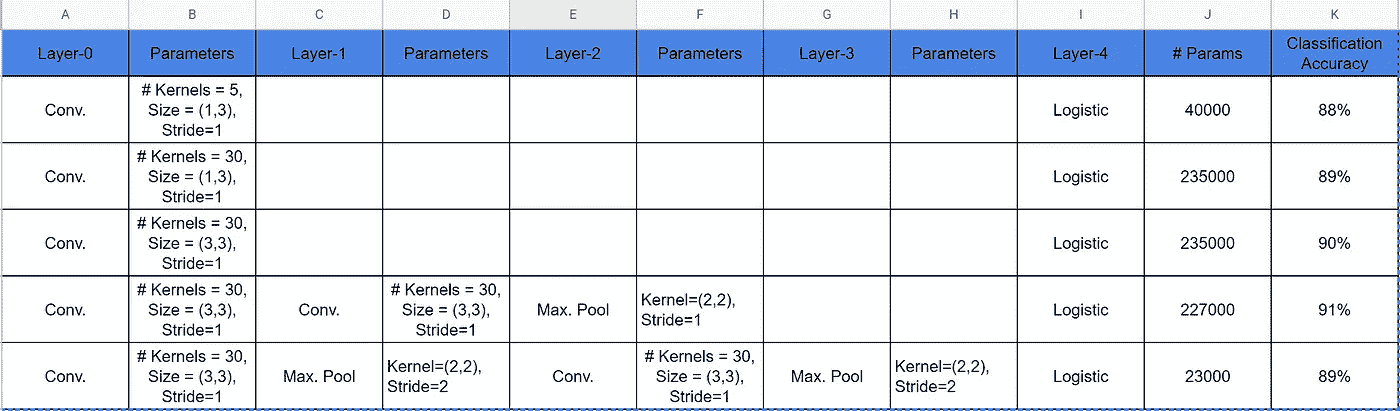 A B C D E F G H I J K
Layer-0 Parameters Layer-1 Parameters Layer-2 Parameters Layer-3 Parameters Layer-4 # Params Classification Accuracy
Conv. # Kernels = 5, Size = (1,3), Stride=1 Logistic 40000 88%
Conv. # Kernels = 30, Size = (1,3), Stride=1 Logistic 235000 89%
Conv. # Kernels = 30, Size = (3,3), Stride=1 Logistic 235000 90%
Conv. # Kernels = 30, Size = (3,3), Stride=1 Conv. # Kernels = 30, Size = (3,3), Stride=1 Max. Pool Kernel=(2,2), Stride=1 Logistic 227000 91%
Conv. # Kernels = 30, Size = (3,3), Stride=1 Max. Pool Kernel=(2,2), Stride=2 Conv. # Kernels = 30, Size = (3,3), Stride=1 Max. Pool Kernel=(2,2), Stride=2 Logistic 23000 89%